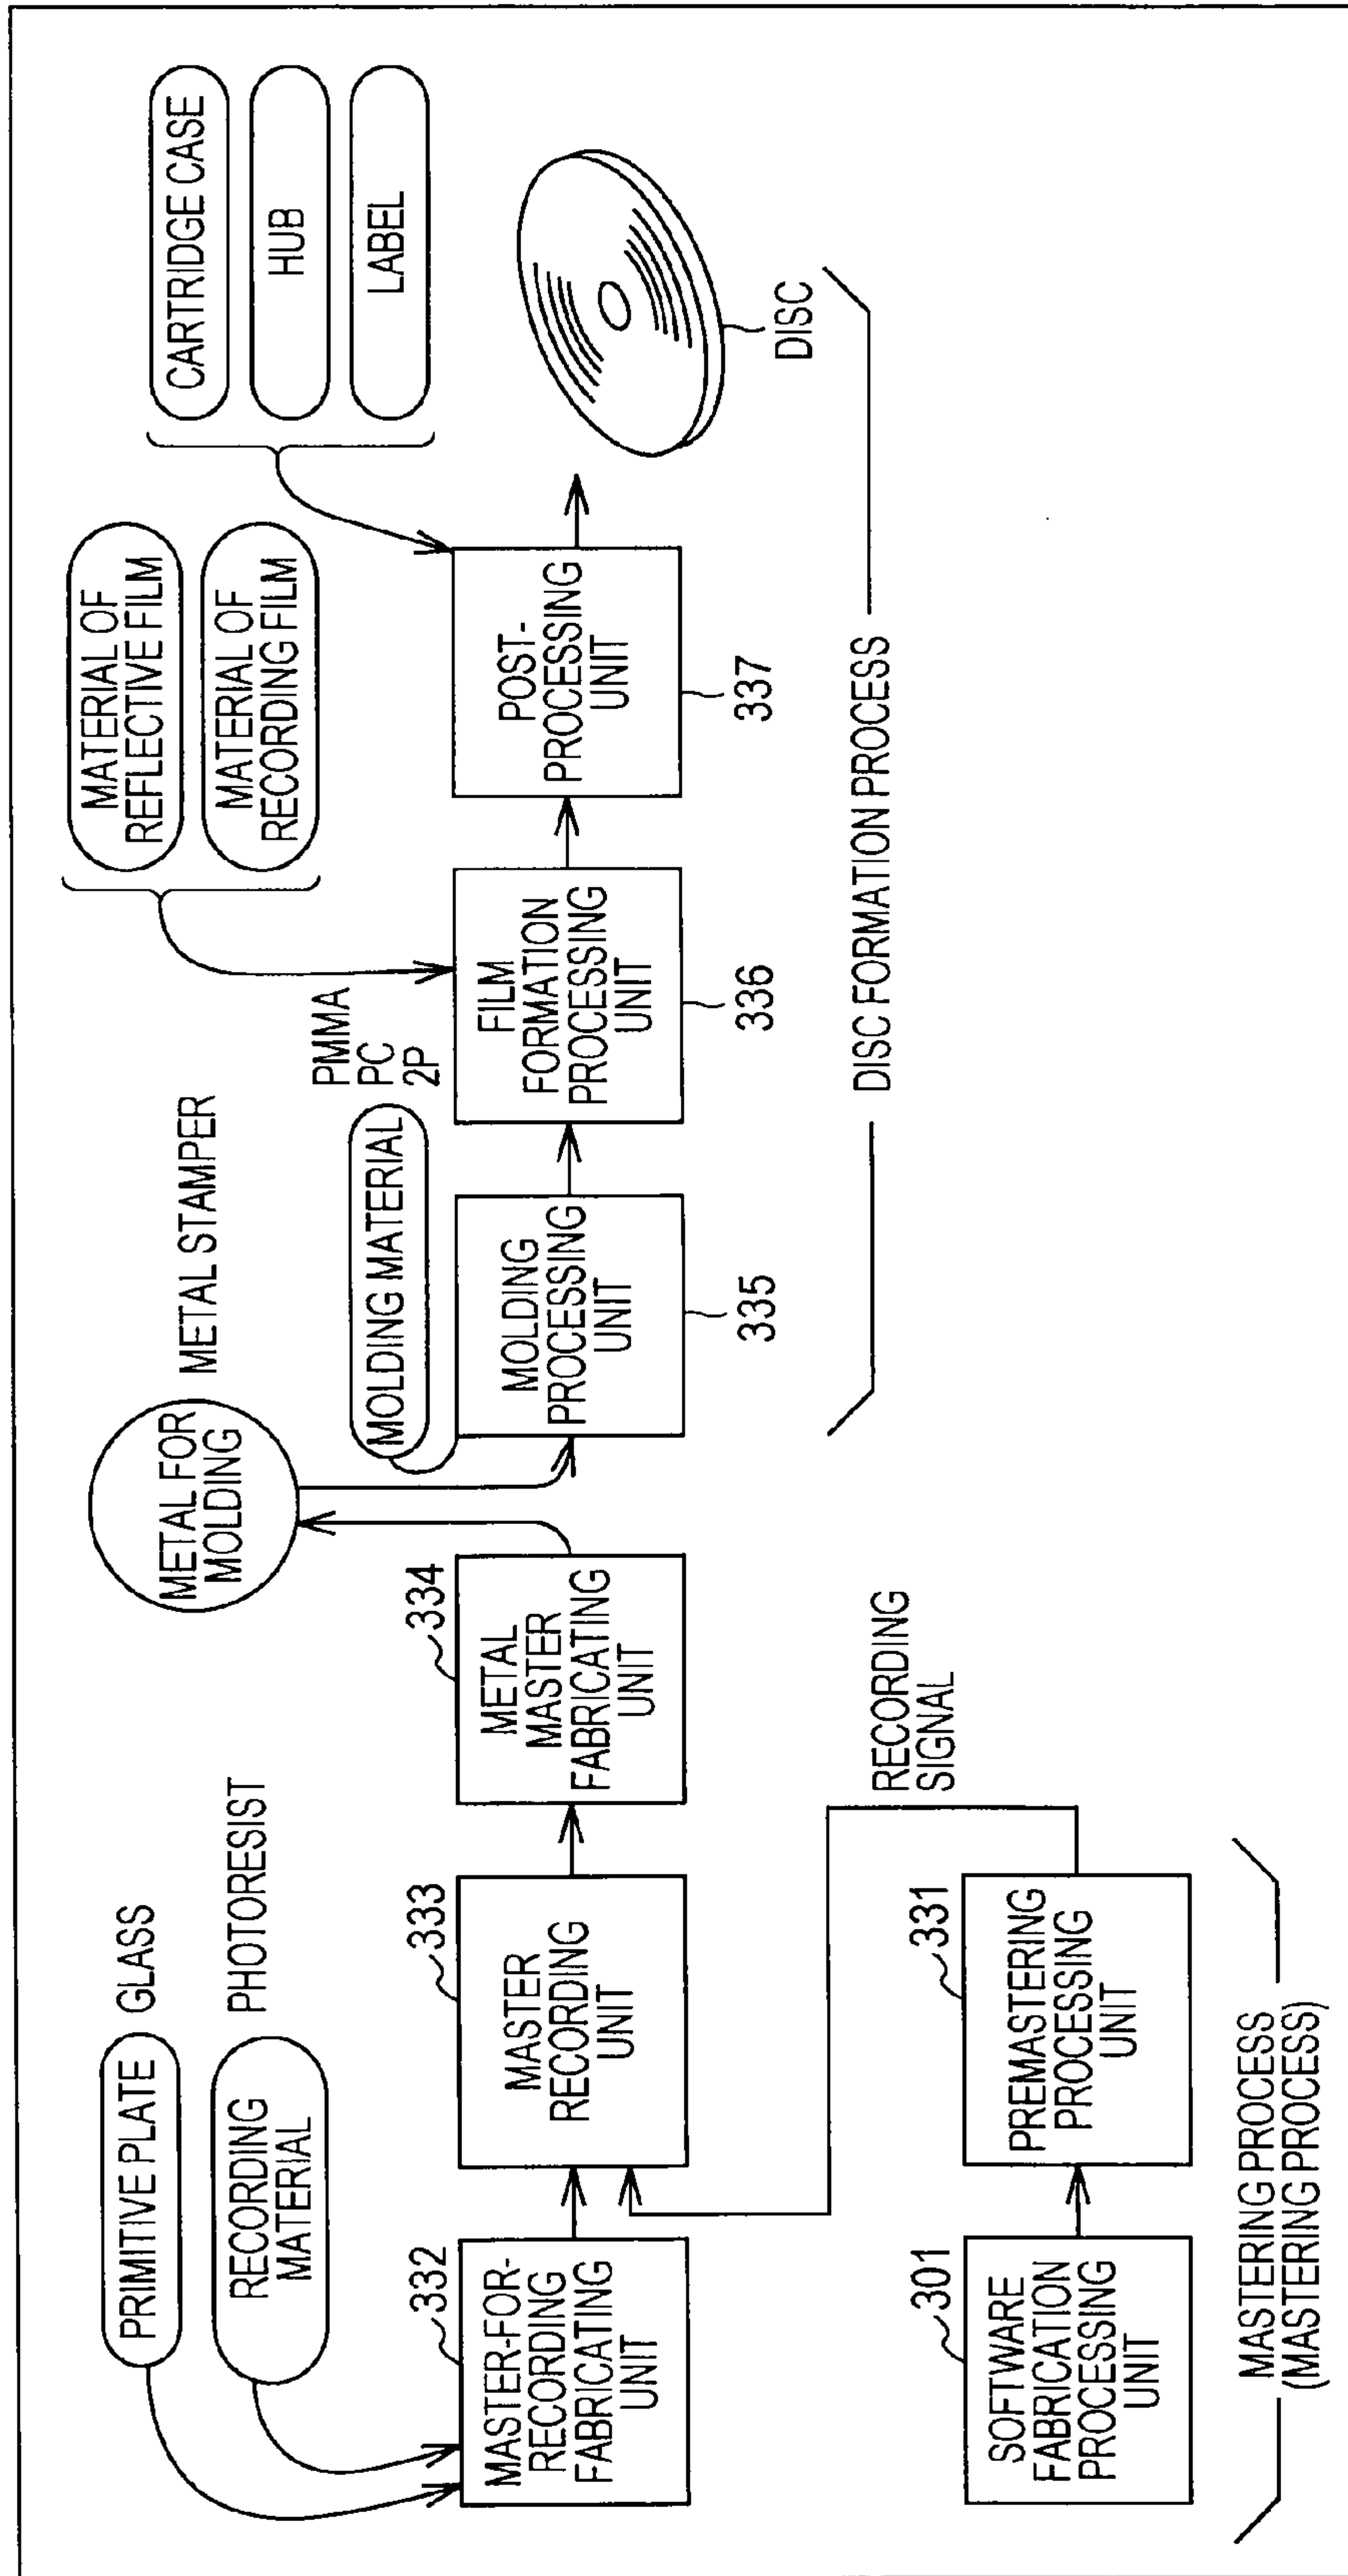 PRIMITIVE PLATE
GLASS
RECORDING
MATERIAL
PHOTORESIST
332
MASTER-FOR-
RECORDING
FABRICATING
UNIT
333
MASTER
RECORDING
UNIT
334
METAL
MASTER
FABRICATING
UNIT
METAL FOR
MOLDING
METAL STAMPER
MOLDING MATERIAL
PMMA
PC
2P
MOLDING
PROCESSING
UNIT
335
MATERIAL OF
REFLECTIVE FILM
MATERIAL OF
RECORDING FILM
FILM
FORMATION
PROCESSING
UNIT
336
CARTRIDGE CASE
HUB
LABEL
POST-
PROCESSING
UNIT
337
DISC
DISC FORMATION PROCESS
RECORDING
SIGNAL
301
SOFTWARE
FABRICATION
PROCESSING
UNIT
331
PREMASTERING
PROCESSING
UNIT
MASTERING PROCESS
(MASTERING PROCESS)